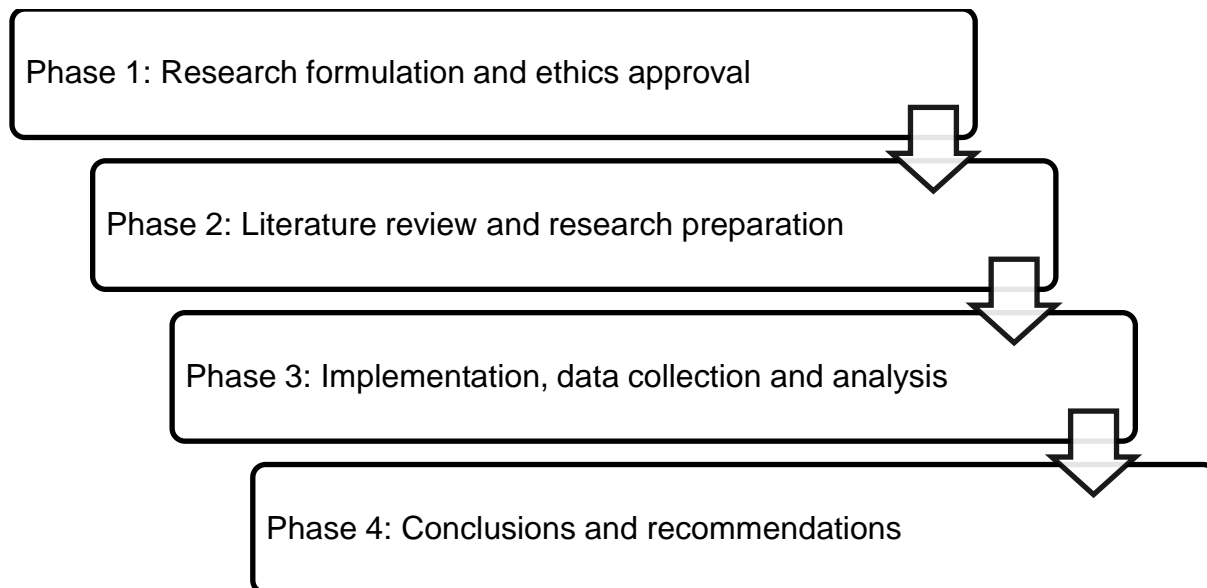 Phase 1: Research formulation and ethics approval
Phase 2: Literature review and research preparation
Phase 3: Implementation, data collection and analysis
Phase 4: Conclusions and recommendations